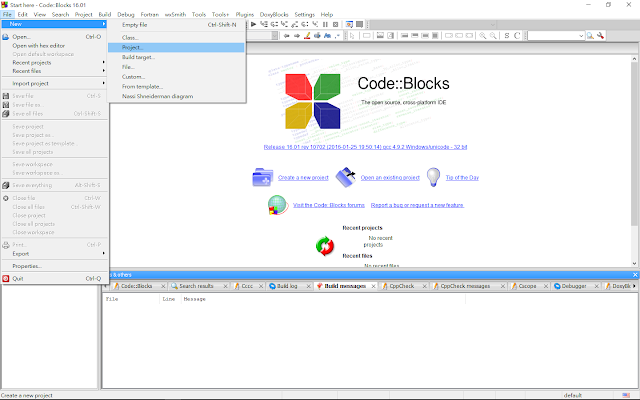 Start here - Code::Blocks 16.01
File Edit View Search Project Build Debug Fortran wxSmith Tools Tools+ Plugins DoxyBlocks Settings Help
New
Empty file Ctrl-Shift-N
Class...
Project...
Build target...
File...
Custom...
From template...
Nassi Shneiderman diagram
Open... Ctrl-O
Open with hex editor
Open default workspace
Recent projects
Recent files
Import project
Save file Ctrl-S
Save file as
Save all files Ctrl-Shift-S
Save project
Save project as
Save project as template
Save all projects
Save workspace
Save workspace as
Save everything Alt-Shift-S
Close file Ctrl-W
Close all files Ctrl-Shift-W
Close project
Close all projects
Close workspace
Print... Ctrl-P
Export
Properties...
Quit Ctrl-Q
Code::Blocks
The open source, cross-platform IDE
Release 16.01 rev 10702 (2016-01-25 19:50:14) gcc 4.9.2 Windows/unicode - 32 bit
Create a new project
Open an existing project
Tip of the Day
Visit the Code::Blocks forums
Report a bug or request a new feature
Recent projects
No recent
projects
Recent files
No recent files
& others
Code::Blocks
Search results
Cccc
Build log
Build messages
CppCheck
CppCheck messages
Cscope
Debugger
DoxyBl
File Line Message
Create a new project
default